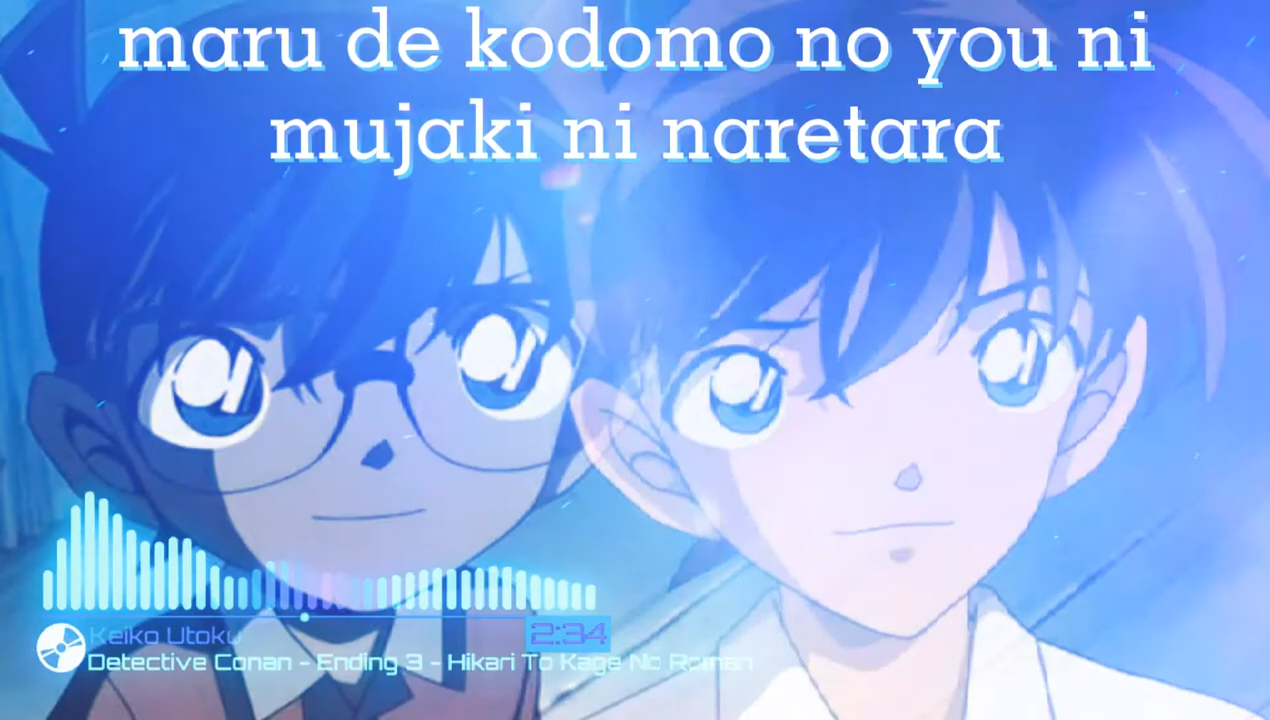 maru de kodomo no you ni
mujaki ni naretara
Keiko Utoku
2:34
Detective Conan - Ending 3 - Hikari To Kage No Roman